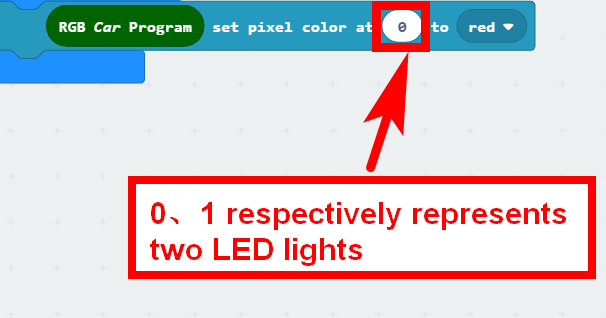 RGB Car Program set pixel color at 0 to red
0、1 respectively represents
two LED lights